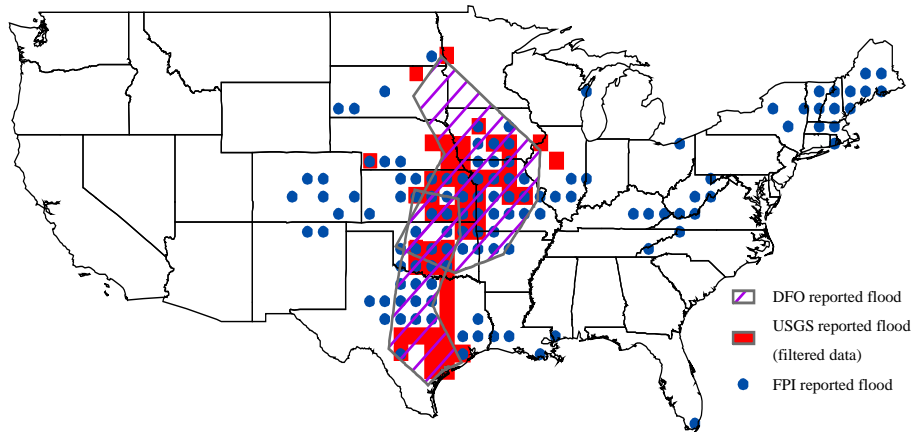 DFO reported flood
USGS reported flood
(filtered data)
FPI reported flood